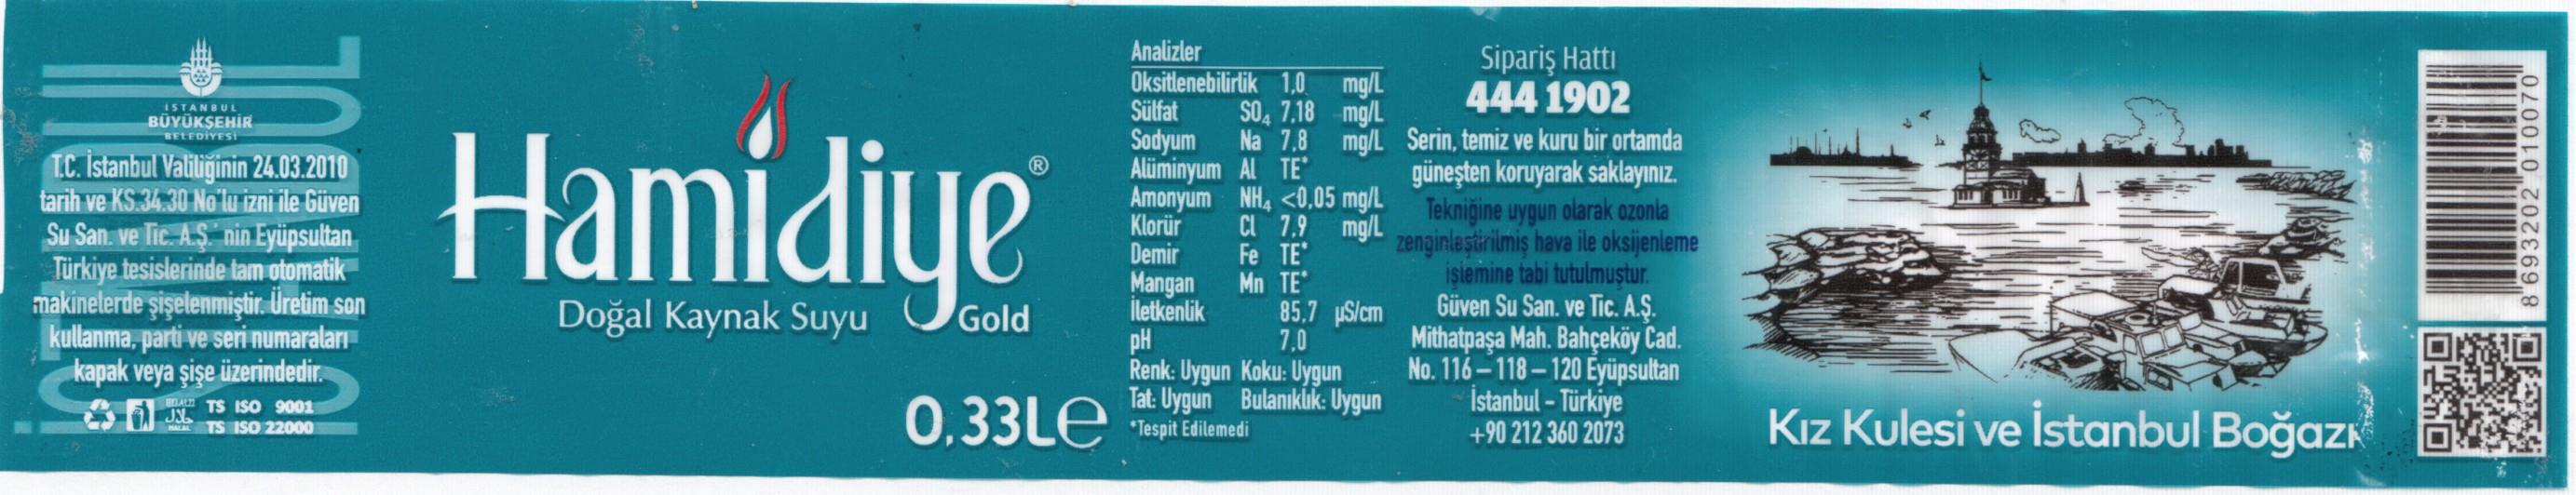 İSTANBUL
BÜYÜKŞEHİR
BELEDİYESİ
T.C. İstanbul Valiliğinin 24.03.2010
tarih ve KS.34.30 No'lu izni ile Güven
Su San. ve Tic. A.Ş.' nin Eyüpsultan
Türkiye tesislerinde tam otomatik
makinelerde şişelenmiştir. Üretim son
kullanma, parti ve seri numaraları
kapak veya şişe üzerindedir.
HELAL حلال HALAL
TS ISO 9001
TS ISO 22000
İSTANBUL
Hamidiye®
Doğal Kaynak Suyu
Gold
0,33L℮
Analizler
Oksitlenebilirlik 1,0 mg/L
Sülfat SO₄ 7,18 mg/L
Sodyum Na 7,8 mg/L
Alüminyum Al TE*
Amonyum NH₄ <0,05 mg/L
Klorür Cl 7,9 mg/L
Demir Fe TE*
Mangan Mn TE*
İletkenlik 85,7 µS/cm
pH 7,0
Renk: Uygun Koku: Uygun
Tat: Uygun Bulanıklık: Uygun
*Tespit Edilemedi
Sipariş Hattı
444 1902
Serin, temiz ve kuru bir ortamda
güneşten koruyarak saklayınız.
Tekniğine uygun olarak ozonla
zenginleştirilmiş hava ile oksijenleme
işlemine tabi tutulmuştur.
Güven Su San. ve Tic. A.Ş.
Mithatpaşa Mah. Bahçeköy Cad.
No. 116 – 118 – 120 Eyüpsultan
İstanbul - Türkiye
+90 212 360 2073
Kız Kulesi ve İstanbul Boğazı
8 693202 010070